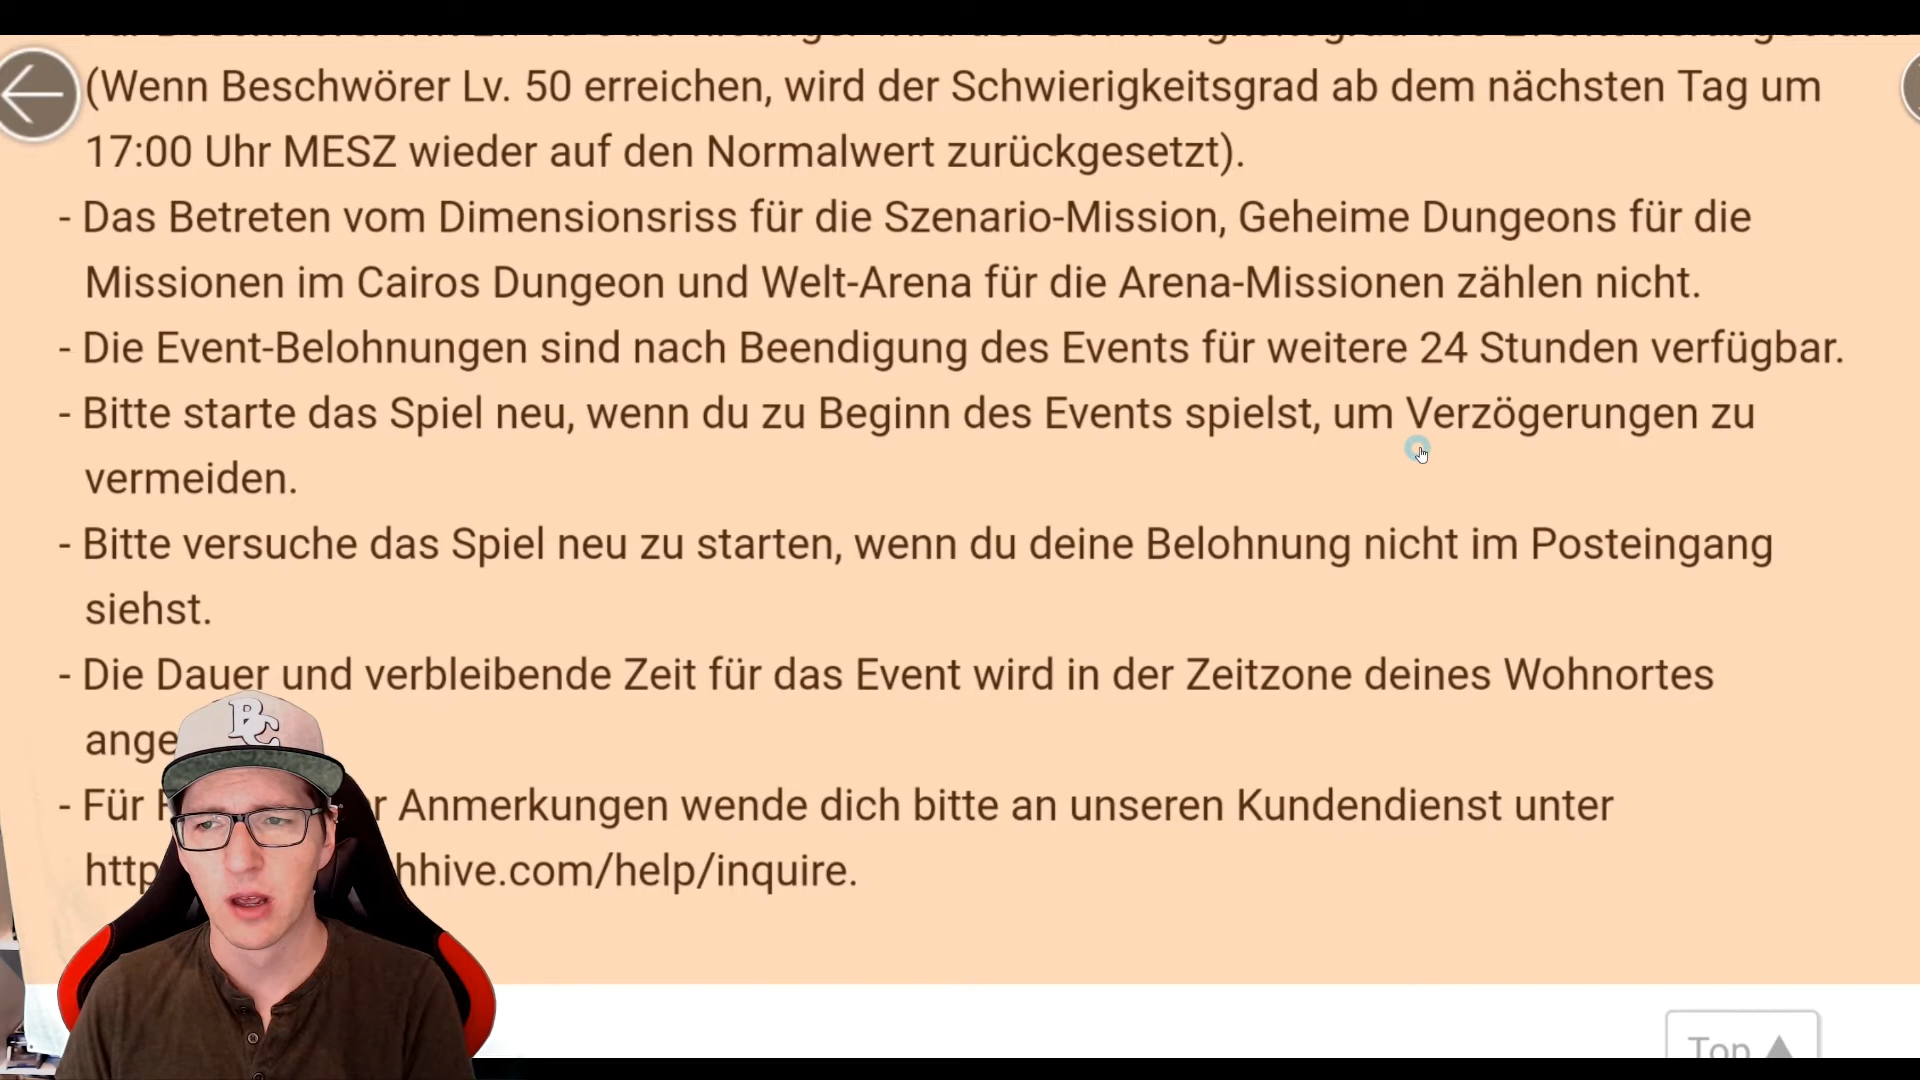 (Wenn Beschwörer Lv. 50 erreichen, wird der Schwierigkeitsgrad ab dem nächsten Tag um
17:00 Uhr MESZ wieder auf den Normalwert zurückgesetzt).
- Das Betreten vom Dimensionsriss für die Szenario-Mission, Geheime Dungeons für die
Missionen im Cairos Dungeon und Welt-Arena für die Arena-Missionen zählen nicht.
- Die Event-Belohnungen sind nach Beendigung des Events für weitere 24 Stunden verfügbar.
- Bitte starte das Spiel neu, wenn du zu Beginn des Events spielst, um Verzögerungen zu
vermeiden.
- Bitte versuche das Spiel neu zu starten, wenn du deine Belohnung nicht im Posteingang
siehst.
- Die Dauer und verbleibende Zeit für das Event wird in der Zeitzone deines Wohnortes
- Für Anmerkungen wende dich bitte an unseren Kundendienst unter
hhive.com/help/inquire.
BC
Top ▲